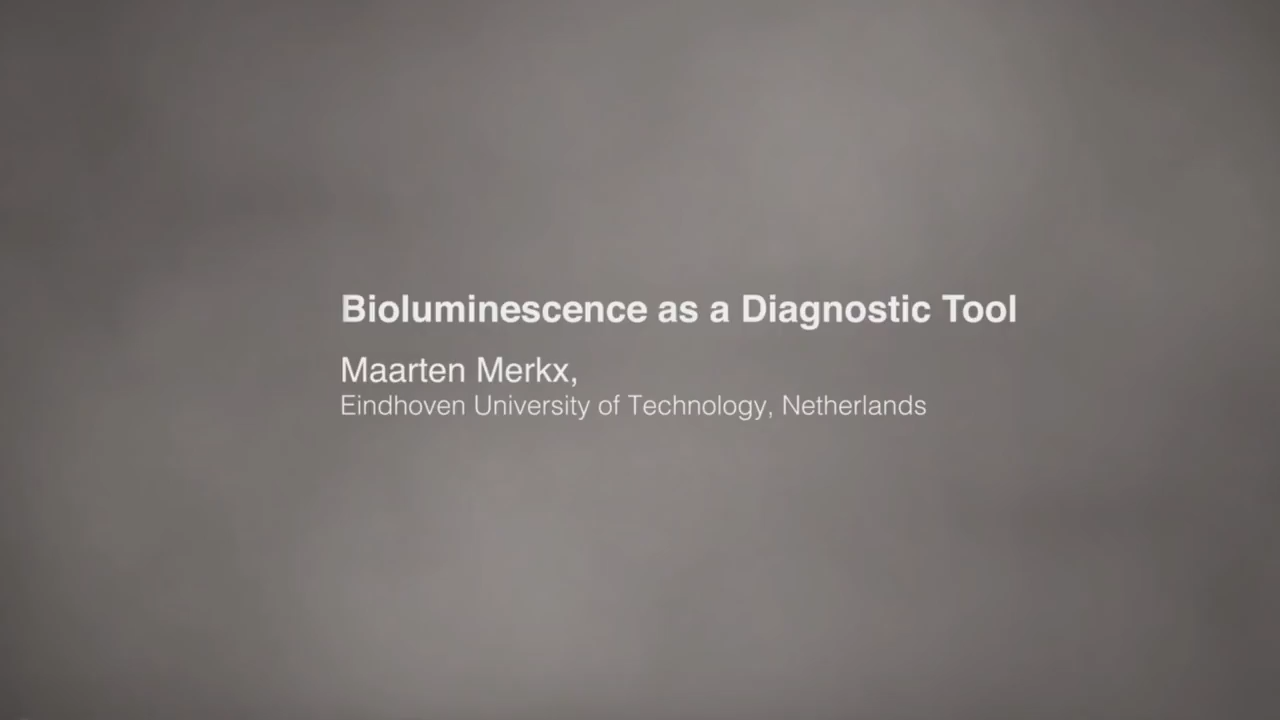 Bioluminescence as a Diagnostic Tool
Maarten Merkx,
Eindhoven University of Technology, Netherlands